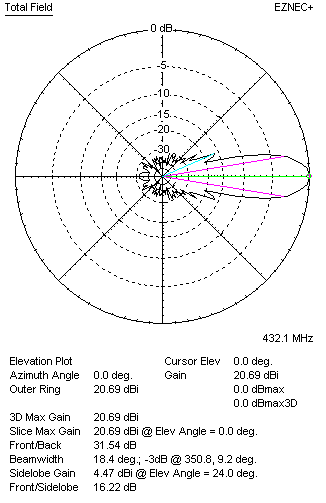 Total Field EZNEC+
0 dB
-5
-10
-15
-20
-30
432.1 MHz
Elevation Plot Cursor Elev 0.0 deg.
Azimuth Angle 0.0 deg. Gain 20.69 dBi
Outer Ring 20.69 dBi 0.0 dBmax
0.0 dBmax3D
3D Max Gain 20.69 dBi
Slice Max Gain 20.69 dBi @ Elev Angle = 0.0 deg.
Front/Back 31.54 dB
Beamwidth 18.4 deg.; -3dB @ 350.8, 9.2 deg.
Sidelobe Gain 4.47 dBi @ Elev Angle = 24.0 deg.
Front/Sidelobe 16.22 dB